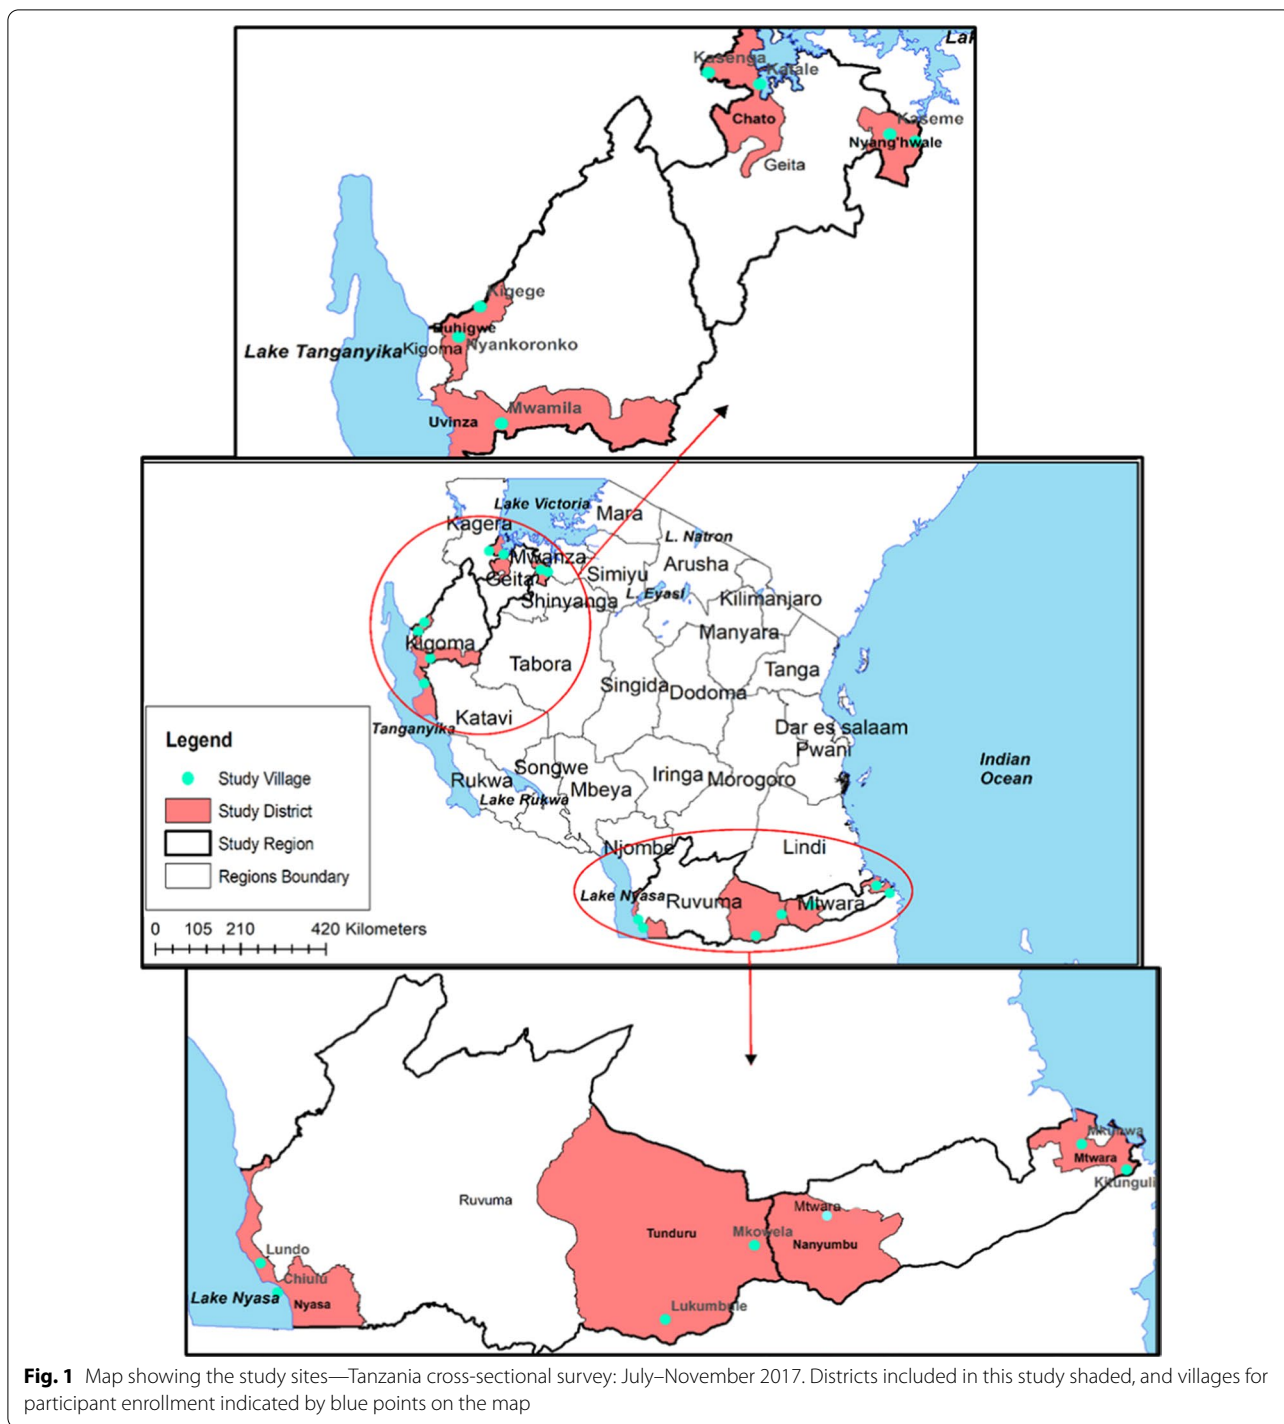 Lal
Kasenga
Katale
Chato
Kaseme
Nyang'hwale
Geita
Kigege
Buhigwe
Lake Tanganyika
Kigoma
Nyankoronko
Mwamila
Uvinza
Lake Victoria
Kagera
Mara
L. Natron
Mwanza
Arusha
Geita
Simiyu
L. Eyasi
Shinyanga
Kilimanjaro
Manyara
Kigoma
Tabora
Tanga
Singida
Dodoma
Katavi
Tanganyika
Dar es salaam
Pwani
Indian
Ocean
Songwe
Rukwa
Iringa
Morogoro
Mbeya
Lake Rukwa
Njombe
Lindi
Lake Nyasa
Ruvuma
Mtwara
Legend
Study Village
Study District
Study Region
Regions Boundary
0 105 210 420 Kilometers
Mtwara
Kitunguli
Ruvuma
Mtwara
Tunduru
Mkowela
Nanyumbu
Lundo
Chiulu
Lake Nyasa
Nyasa
Lukumbule
Fig. 1 Map showing the study sites—Tanzania cross-sectional survey: July–November 2017. Districts included in this study shaded, and villages for
participant enrollment indicated by blue points on the map